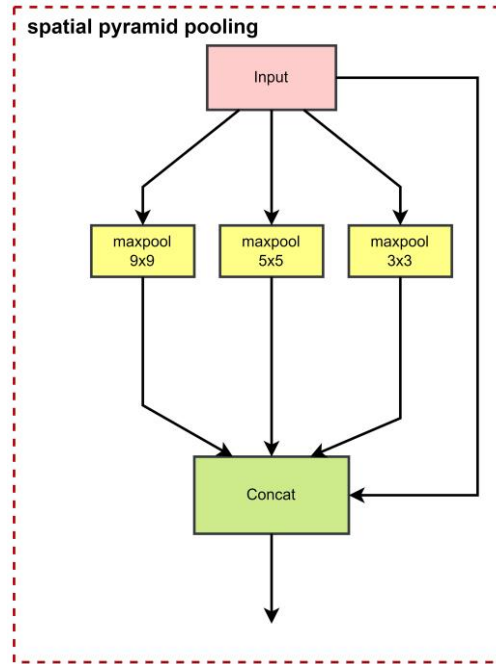 spatial pyramid pooling
Input
maxpool
9x9
maxpool
5x5
maxpool
3x3
Concat